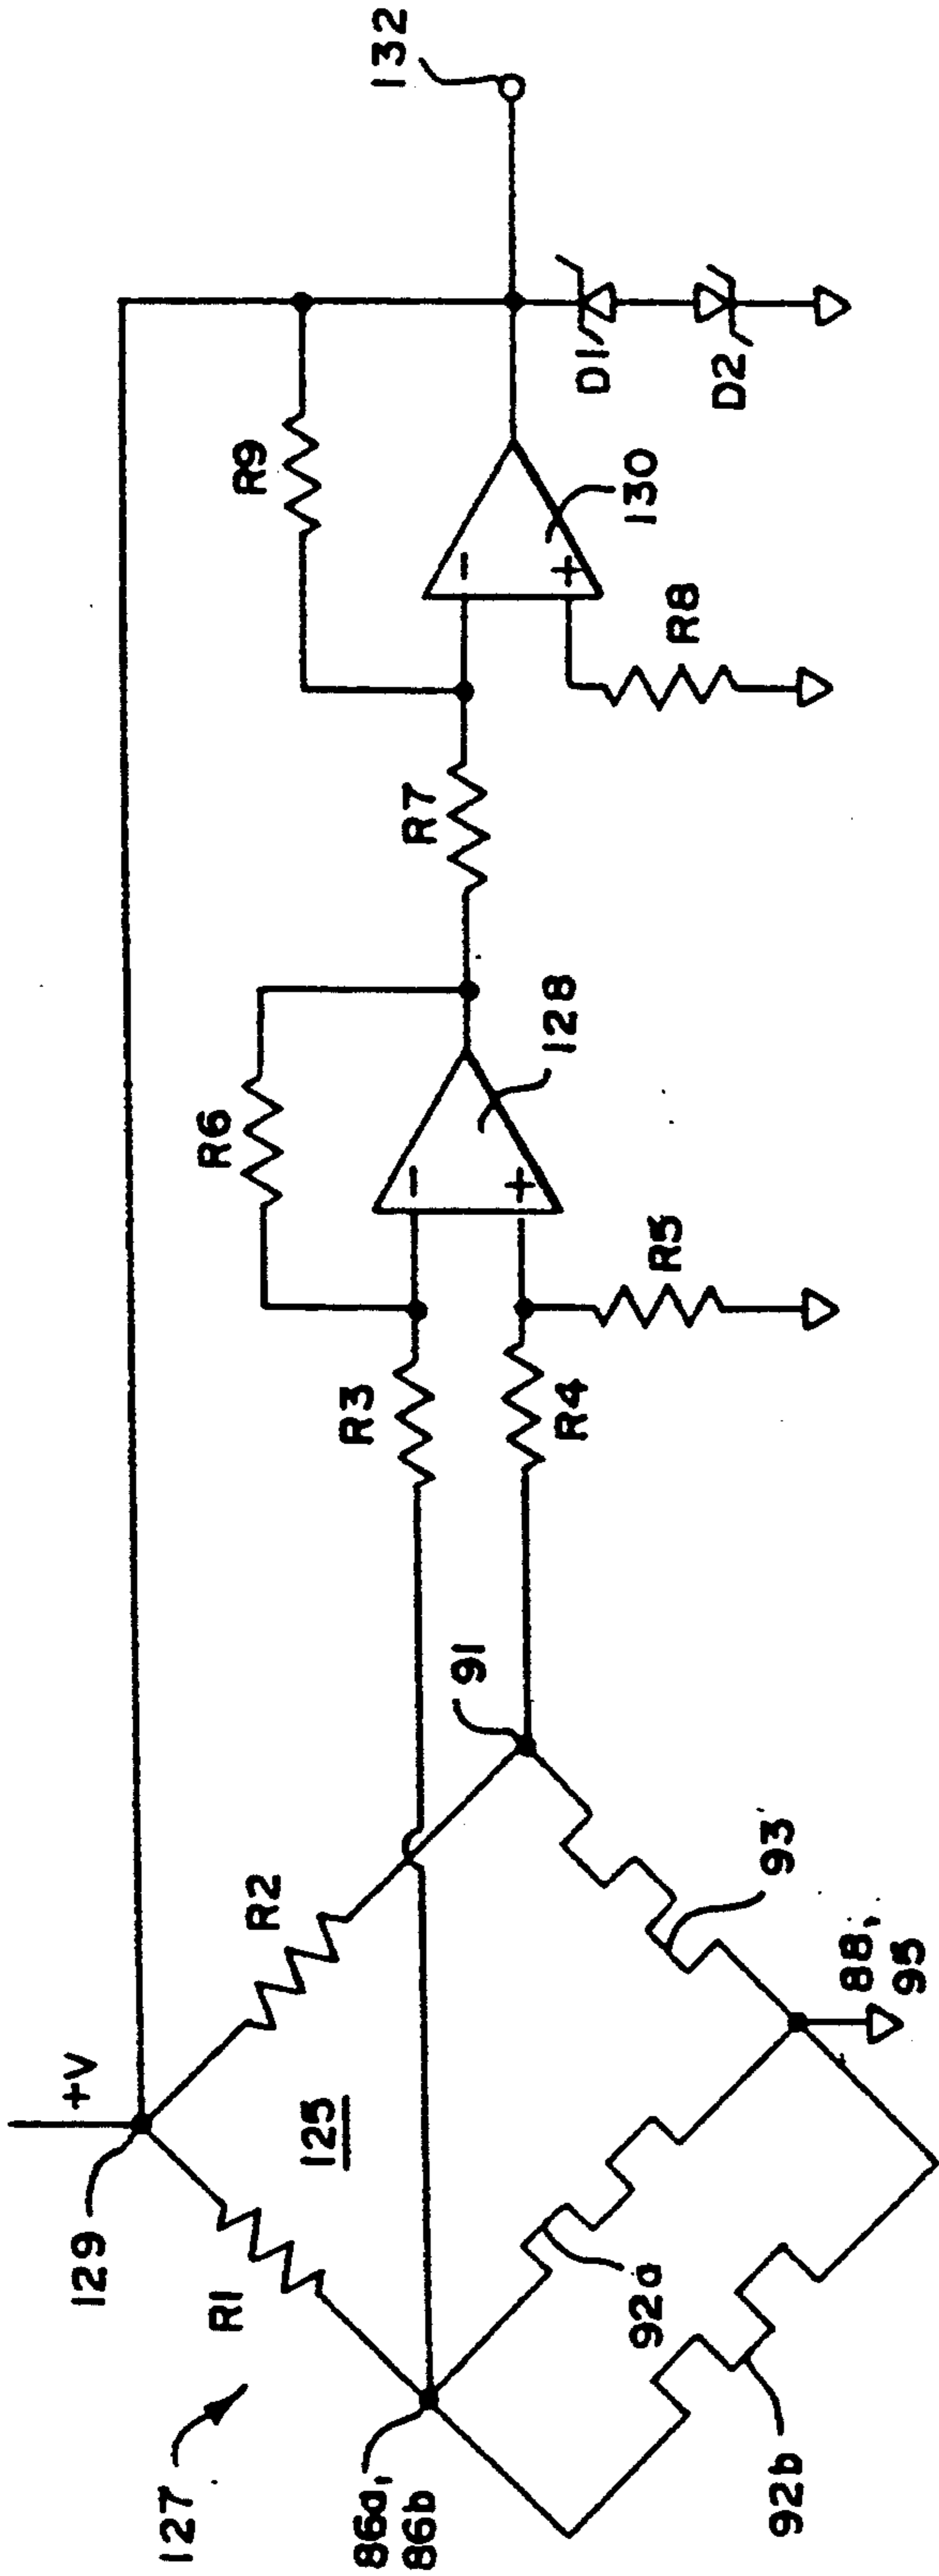 127
129
+V
R1
R2
125
86a,
86b
92a
92b
93
88,
95
91
R3
R4
R5
R6
-
+
128
R7
R8
R9
-
+
130
D1
D2
132